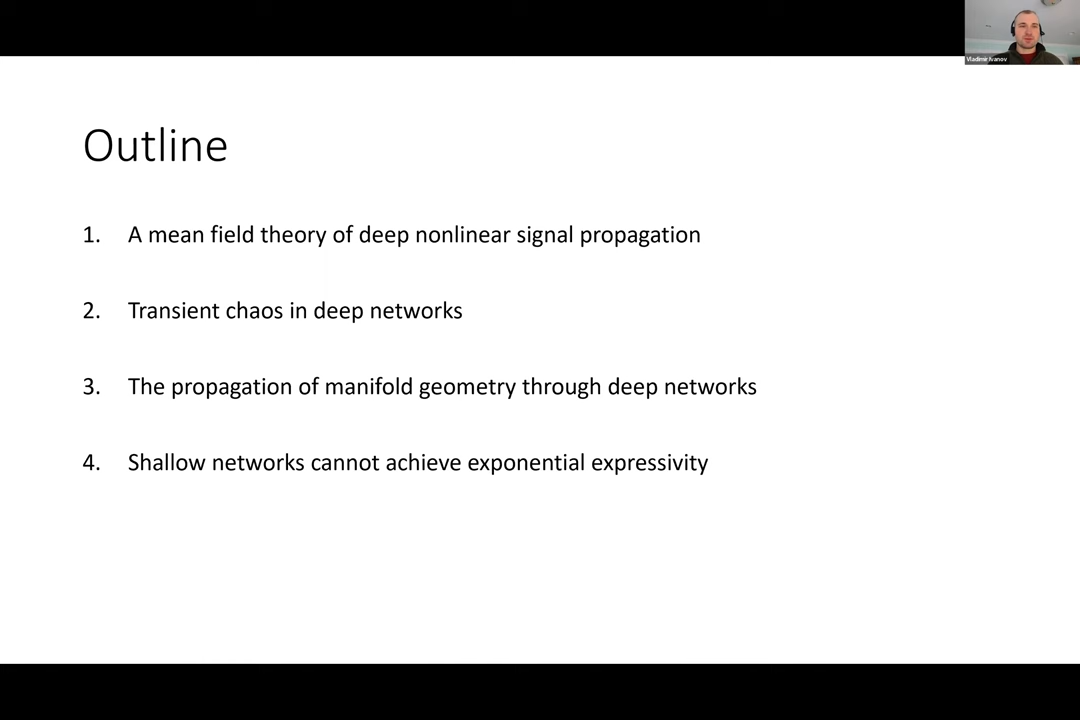 Vladimir Ivanov
Outline
1. A mean field theory of deep nonlinear signal propagation
2. Transient chaos in deep networks
3. The propagation of manifold geometry through deep networks
4. Shallow networks cannot achieve exponential expressivity